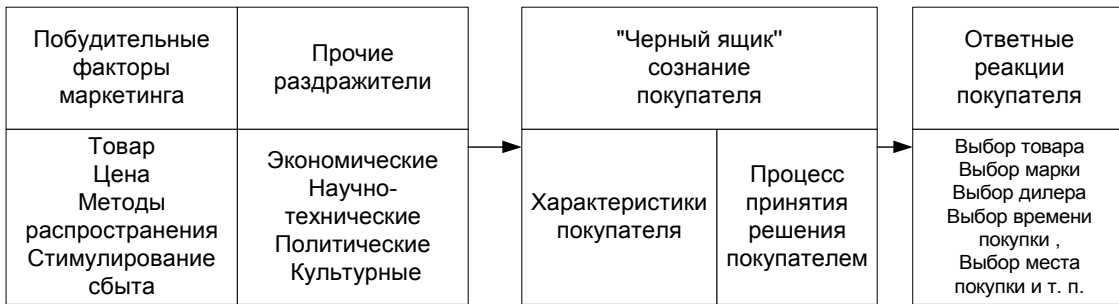 Побудительные
факторы
маркетинга
Прочие
раздражители
Товар
Цена
Методы
распространения
Стимулирование
сбыта
Экономические
Научно-
технические
Политические
Культурные
"Черный ящик"
сознание
покупателя
Характеристики
покупателя
Процесс
принятия
решения
покупателем
Ответные
реакции
покупателя
Выбор товара
Выбор марки
Выбор дилера
Выбор времени
покупки ,
Выбор места
покупки и т. п.